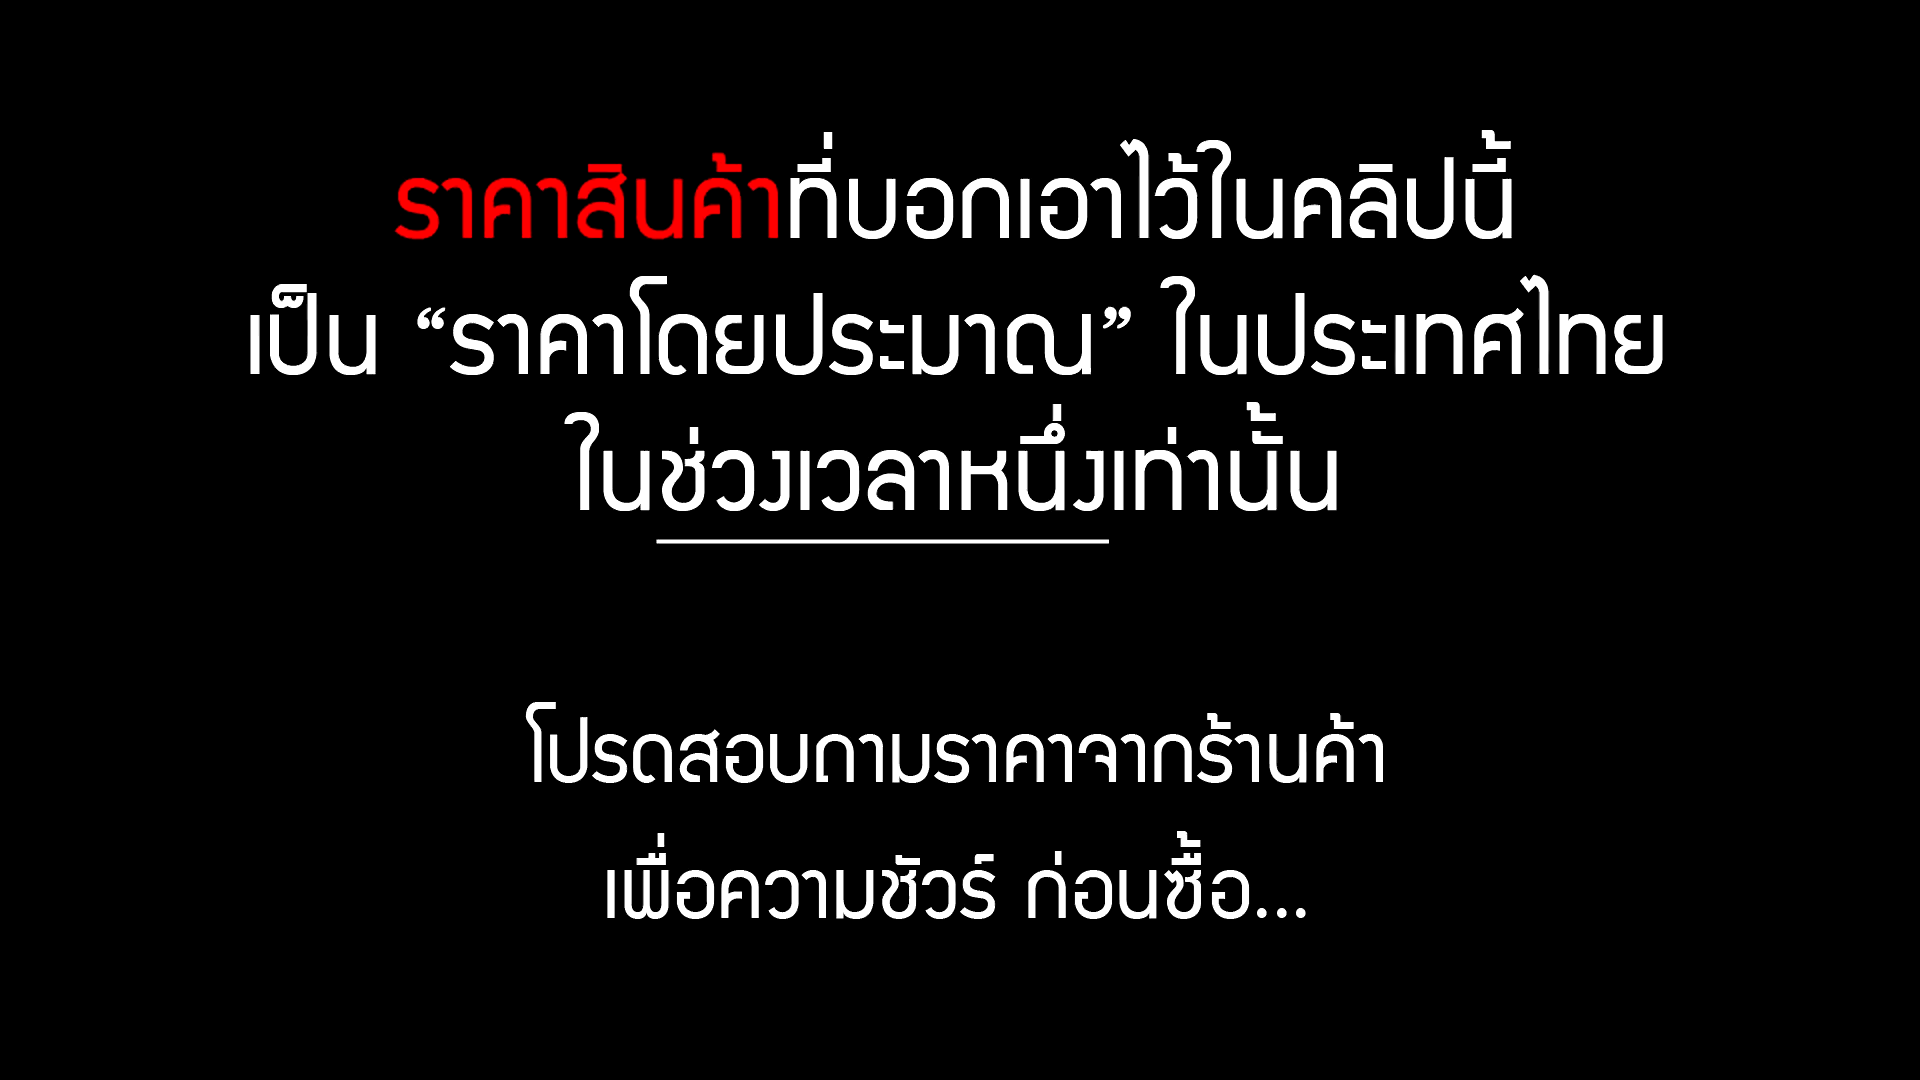 ราคาสินค้าที่บอกเอาไว้ในคลิปนี้
เป็น “ราคาโดยประมาณ” ในประเทศไทย
ในช่วงเวลาหนึ่งเท่านั้น
โปรดสอบถามราคาจากร้านค้า
เพื่อความชัวร์ ก่อนซื้อ...